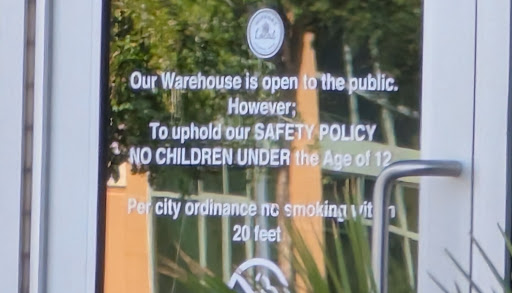 Our Warehouse is open to the public.
However;
To uphold our SAFETY POLICY
NO CHILDREN UNDER the Age of 12
Per city ordinance no smoking within
20 feet